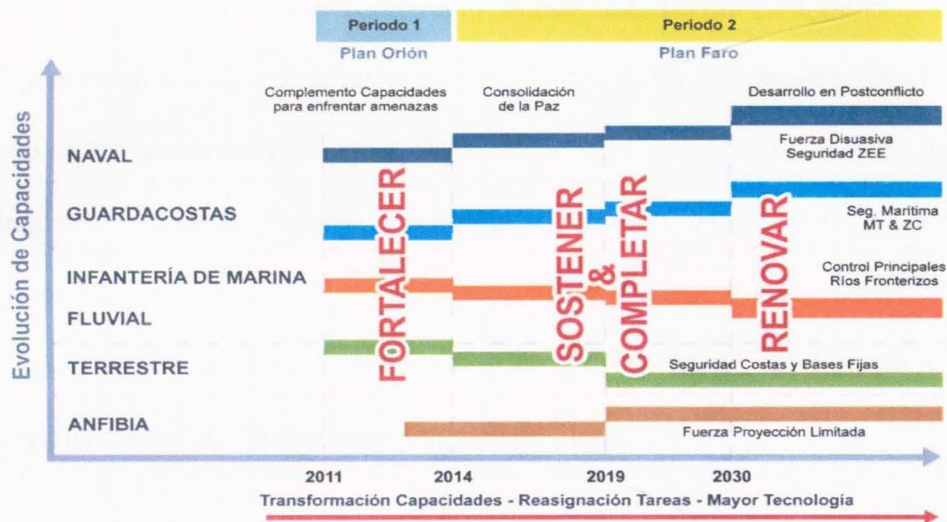 Periodo 1
Periodo 2
Plan Orión
Plan Faro
Complemento Capacidades
para enfrentar amenazas
Consolidación
de la Paz
Desarrollo en Postconflicto
Evolución de Capacidades
NAVAL
Fuerza Disuasiva
Seguridad ZEE
GUARDACOSTAS
Seg. Marítima
MT & ZC
INFANTERÍA DE MARINA
Control Principales
Ríos Fronterizos
FLUVIAL
TERRESTRE
Seguridad Costas y Bases Fijas
ANFIBIA
Fuerza Proyección Limitada
FORTALECER
SOSTENER
&
COMPLETAR
RENOVAR
2011
2014
2019
2030
Transformación Capacidades - Reasignación Tareas - Mayor Tecnología